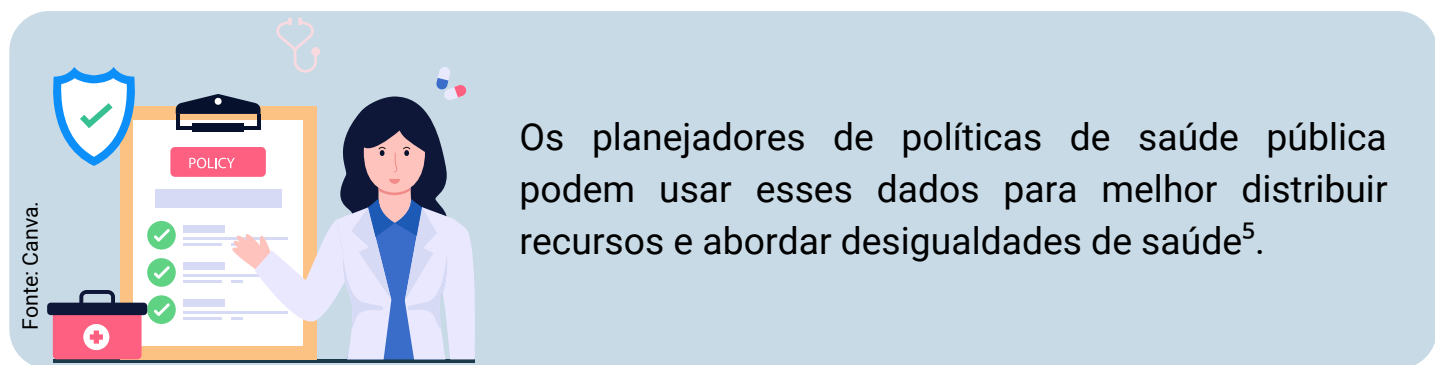 POLICY
Fonte: Canva.
Os planejadores de políticas de saúde pública
podem usar esses dados para melhor distribuir
recursos e abordar desigualdades de saúde⁵.